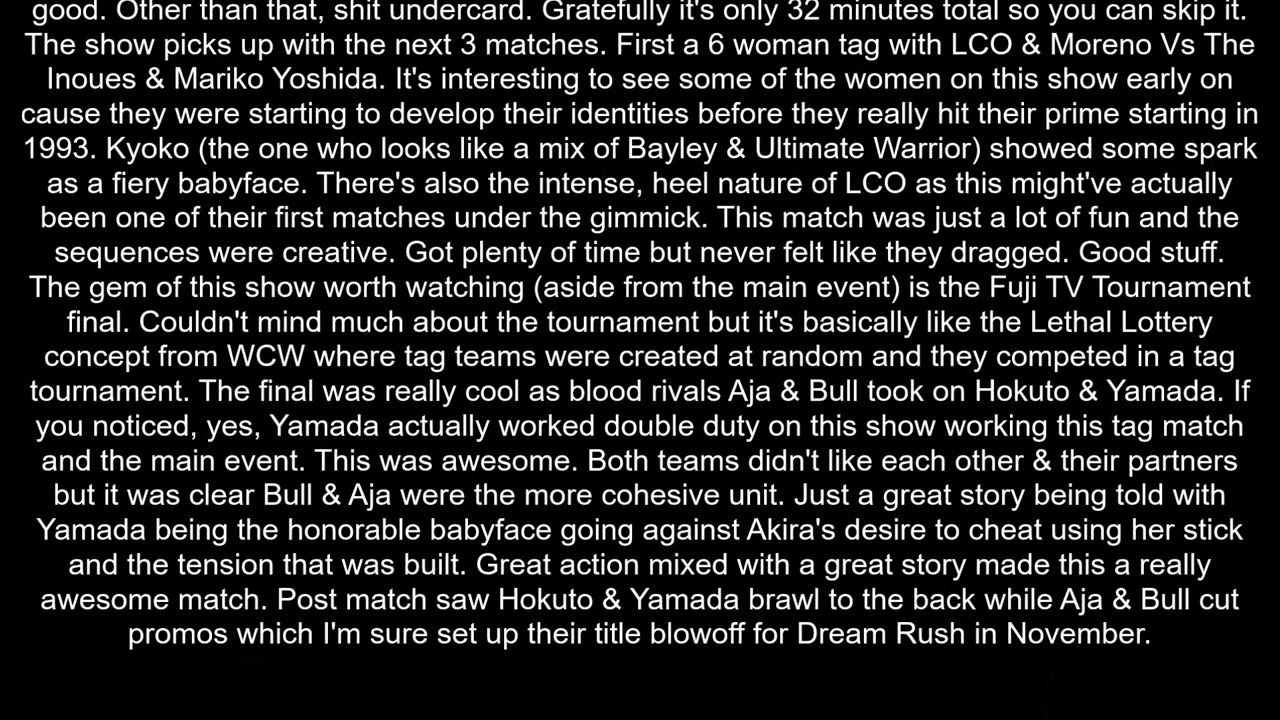 good. Other than that, shit undercard. Gratefully it's only 32 minutes total so you can skip it.
The show picks up with the next 3 matches. First a 6 woman tag with LCO & Moreno Vs The
Inoues & Mariko Yoshida. It's interesting to see some of the women on this show early on
cause they were starting to develop their identities before they really hit their prime starting in
1993. Kyoko (the one who looks like a mix of Bayley & Ultimate Warrior) showed some spark
as a fiery babyface. There's also the intense, heel nature of LCO as this might've actually
been one of their first matches under the gimmick. This match was just a lot of fun and the
sequences were creative. Got plenty of time but never felt like they dragged. Good stuff.
The gem of this show worth watching (aside from the main event) is the Fuji TV Tournament
final. Couldn't mind much about the tournament but it's basically like the Lethal Lottery
concept from WCW where tag teams were created at random and they competed in a tag
tournament. The final was really cool as blood rivals Aja & Bull took on Hokuto & Yamada. If
you noticed, yes, Yamada actually worked double duty on this show working this tag match
and the main event. This was awesome. Both teams didn't like each other & their partners
but it was clear Bull & Aja were the more cohesive unit. Just a great story being told with
Yamada being the honorable babyface going against Akira's desire to cheat using her stick
and the tension that was built. Great action mixed with a great story made this a really
awesome match. Post match saw Hokuto & Yamada brawl to the back while Aja & Bull cut
promos which I'm sure set up their title blowoff for Dream Rush in November.